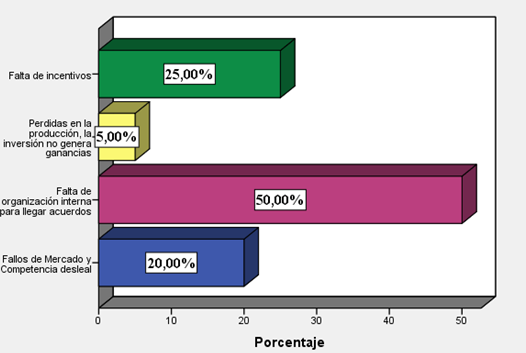 Falta de incentivos
25,00%
Perdidas en la
producción, la
inversión no genera
ganancias
5,00%
Falta de
organización interna
para llegar acuerdos
50,00%
Fallos de Mercado y
Competencia desleal
20,00%
0 10 20 30 40 50
Porcentaje